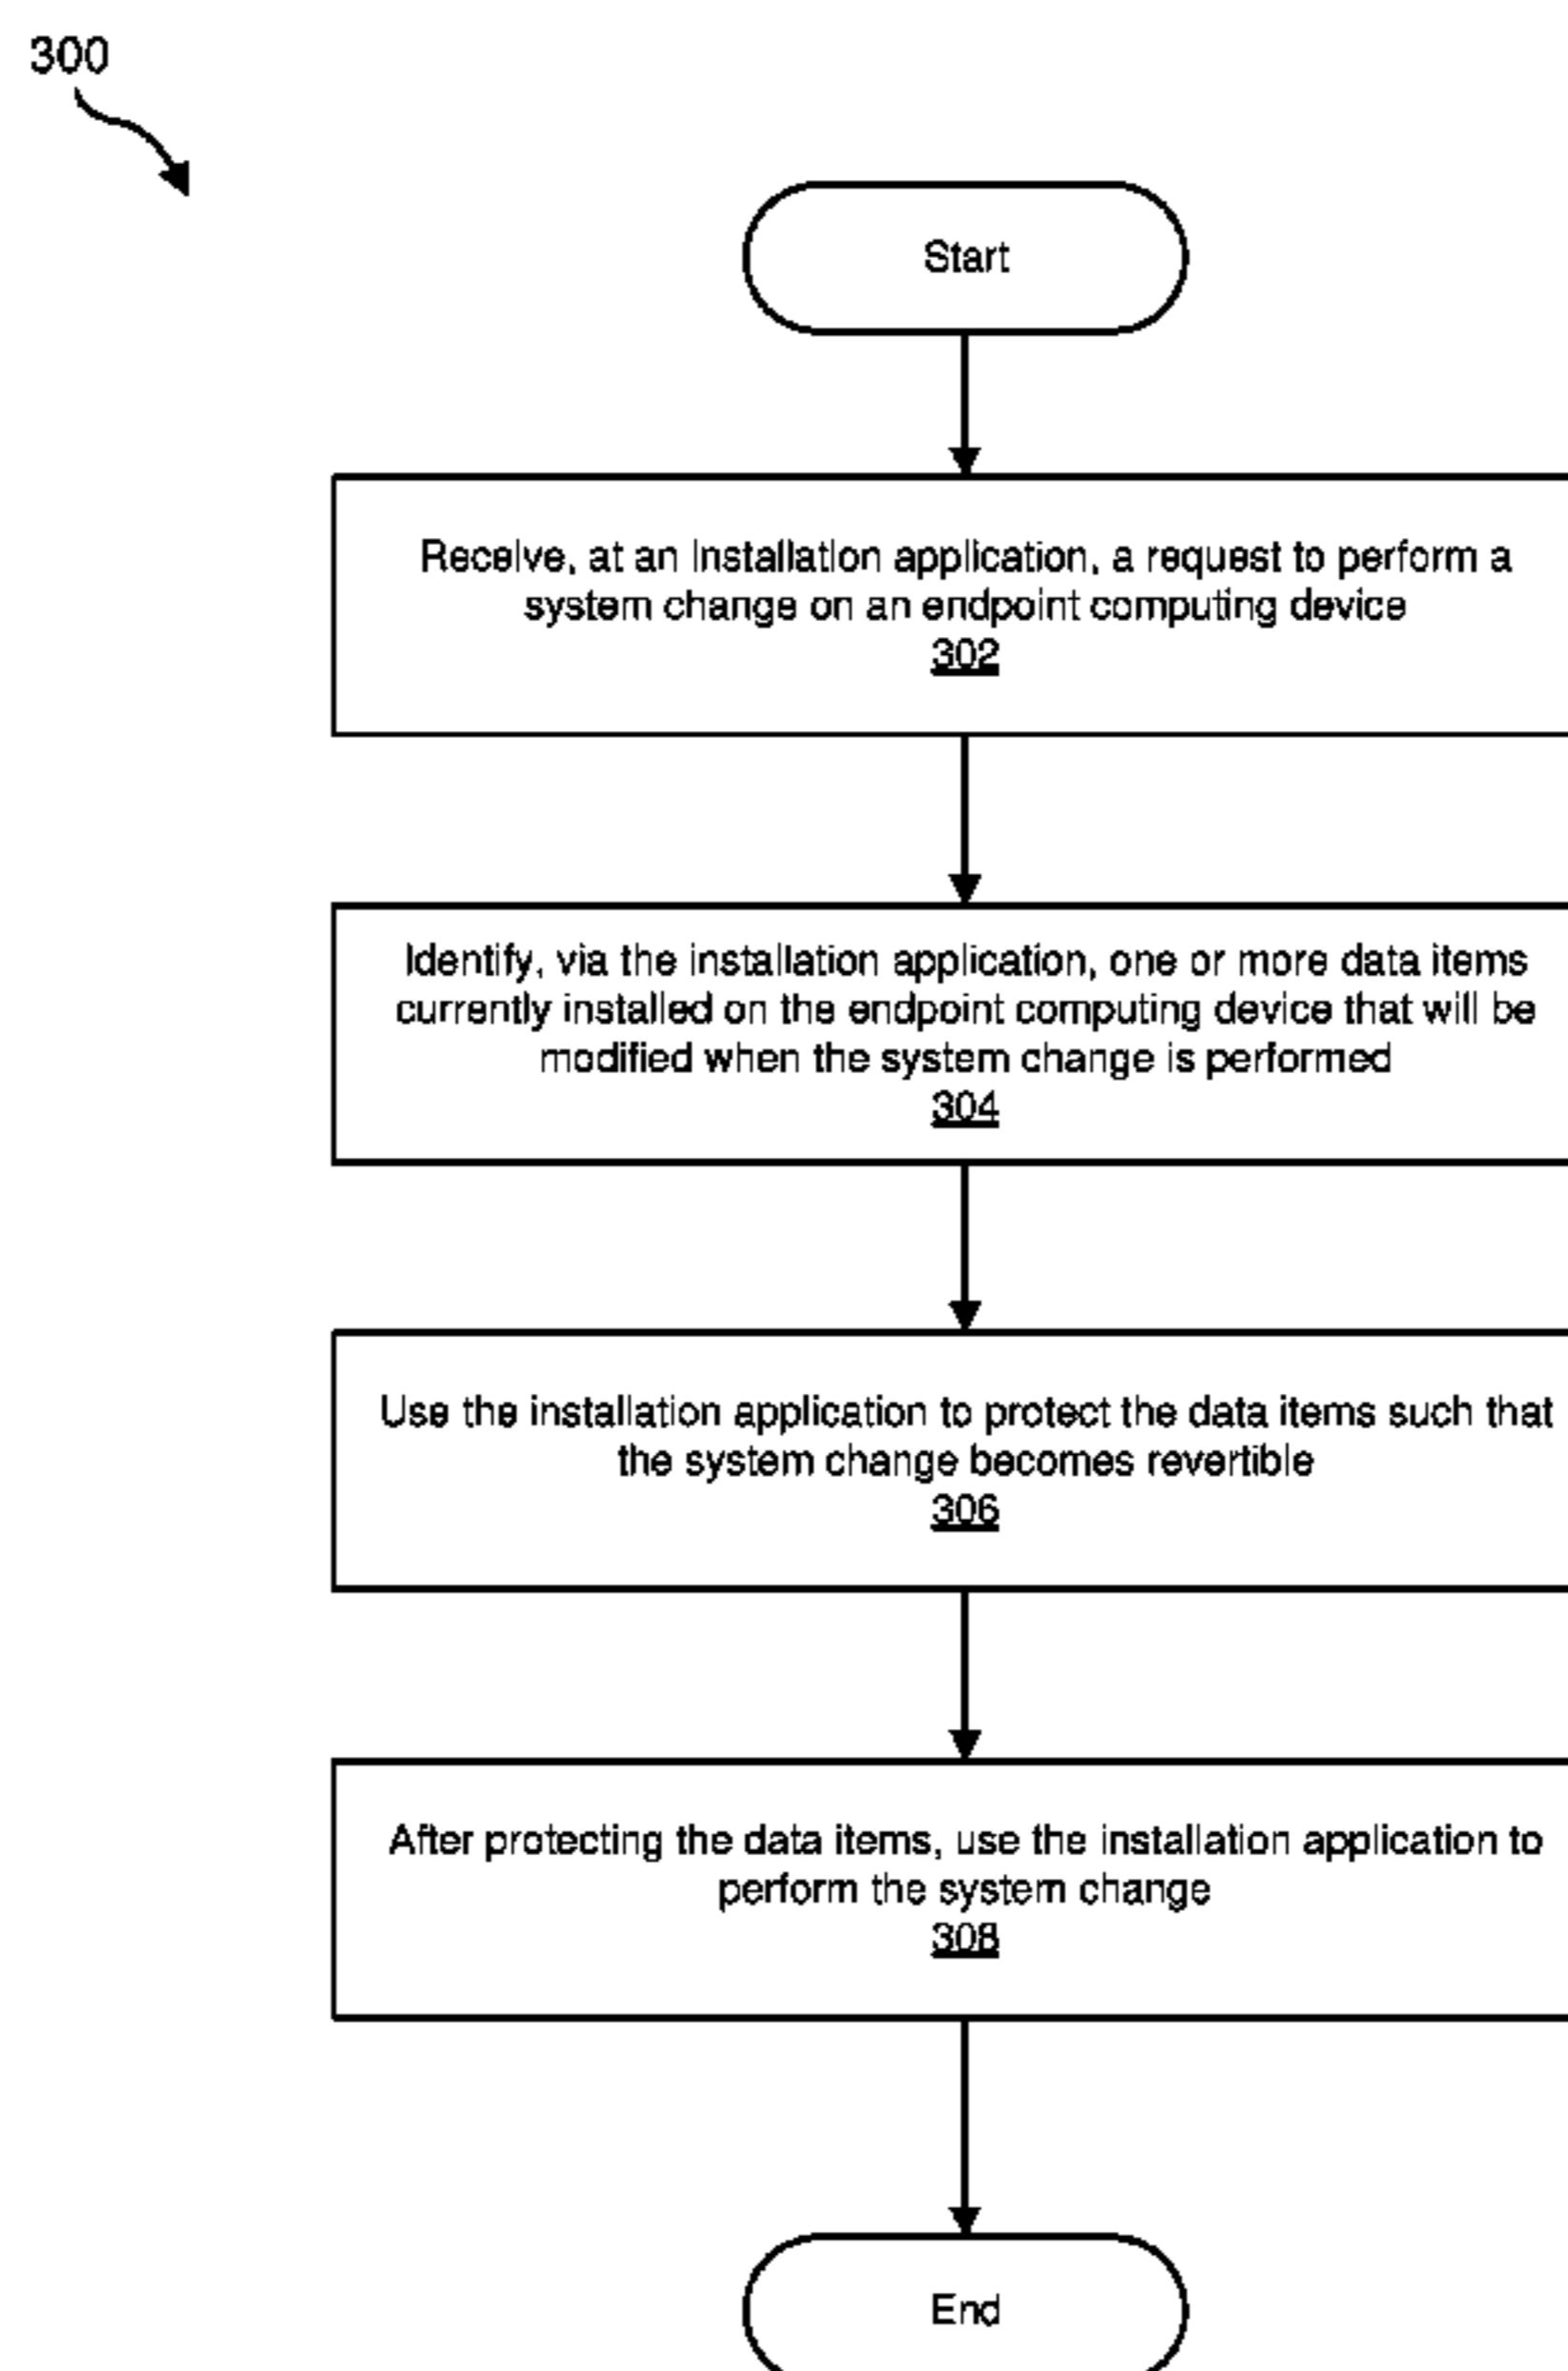 300
Start
Receive, at an installation application, a request to perform a
system change on an endpoint computing device
302
Identify, via the installation application, one or more data items
currently installed on the endpoint computing device that will be
modified when the system change is performed
304
Use the installation application to protect the data items such that
the system change becomes revertible
306
After protecting the data items, use the installation application to
perform the system change
308
End